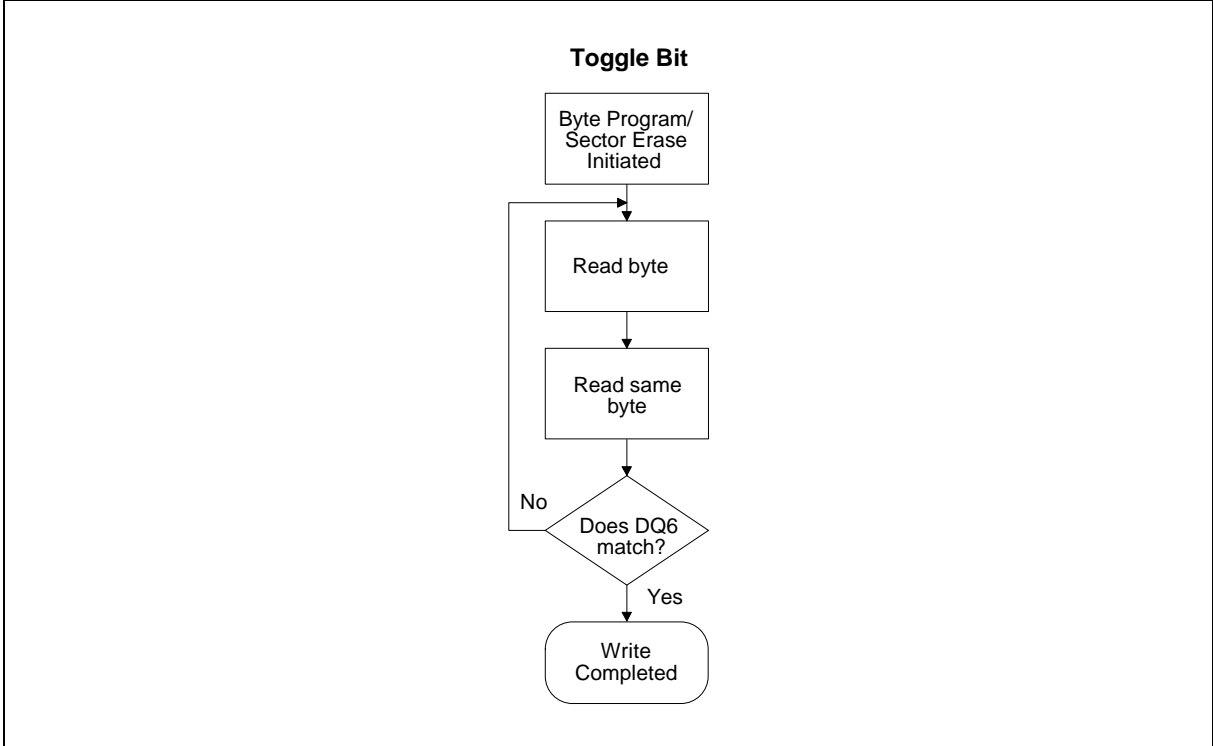 Toggle Bit
Byte Program/
Sector Erase
Initiated
Read byte
Read same
byte
No
Does DQ6
match?
Yes
Write
Completed